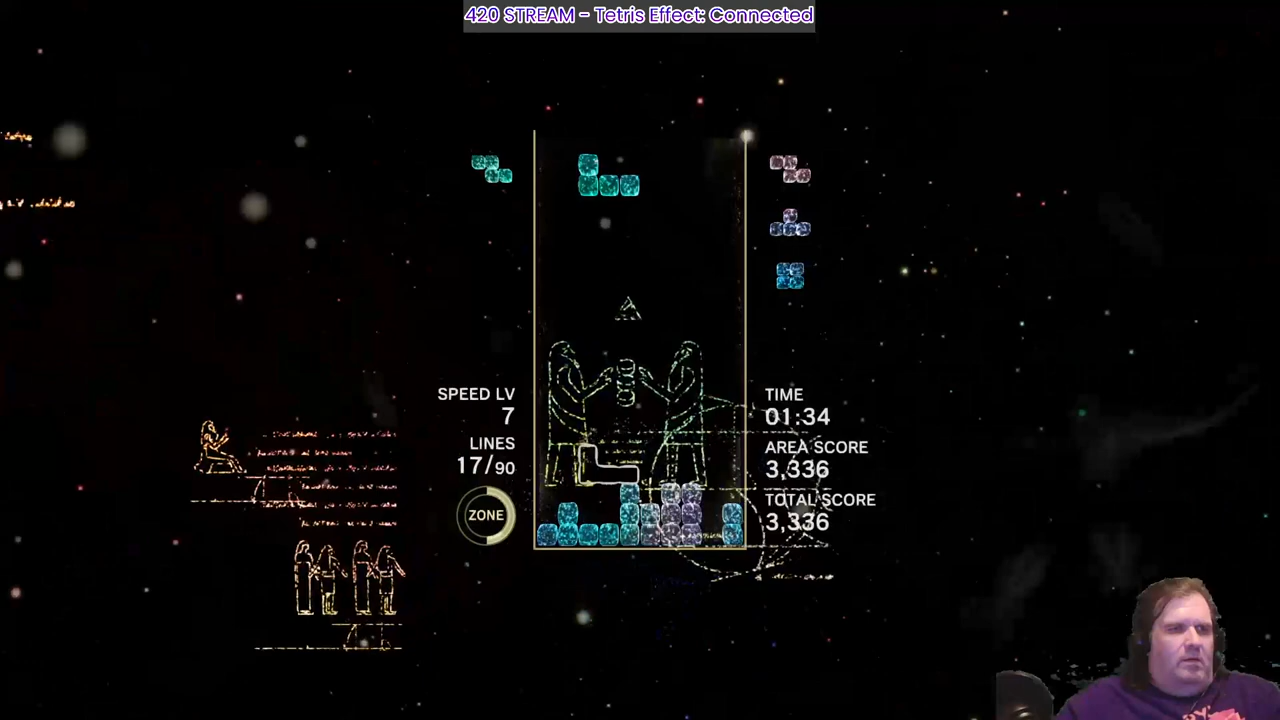 420 STREAM - Tetris Effect: Connected
SPEED LV
7
LINES
17/90
ZONE
TIME
01:34
AREA SCORE
3,336
TOTAL SCORE
3,336